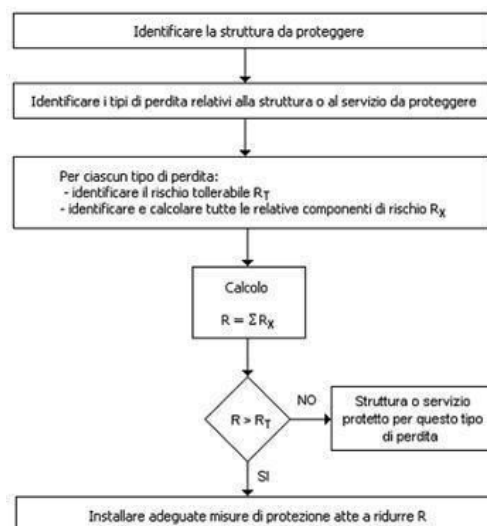 Identificare la struttura da proteggere
Identificare i tipi di perdita relativi alla struttura o al servizio da proteggere
Per ciascun tipo di perdita:
- identificare il rischio tollerabile R_T
- identificare e calcolare tutte le relative componenti di rischio R_X
Calcolo
R = Σ R_X
R > R_T
NO
Struttura o servizio
protetto per questo tipo
di perdita
SI
Installare adeguate misure di protezione atte a ridurre R